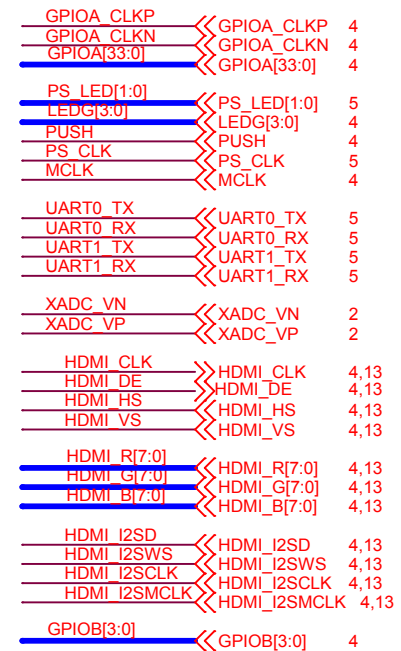 GPIOA_CLKP GPIOA_CLKP 4
GPIOA_CLKN GPIOA_CLKN 4
GPIOA[33:0] GPIOA[33:0] 4
PS_LED[1:0] PS_LED[1:0] 5
LEDG[3:0] LEDG[3:0] 4
PUSH PUSH 4
PS_CLK PS_CLK 5
MCLK MCLK 4
UART0_TX UART0_TX 5
UART0_RX UART0_RX 5
UART1_TX UART1_TX 5
UART1_RX UART1_RX 5
XADC_VN XADC_VN 2
XADC_VP XADC_VP 2
HDMI_CLK HDMI_CLK 4,13
HDMI_DE HDMI_DE 4,13
HDMI_HS HDMI_HS 4,13
HDMI_VS HDMI_VS 4,13
HDMI_R[7:0] HDMI_R[7:0] 4,13
HDMI_G[7:0] HDMI_G[7:0] 4,13
HDMI_B[7:0] HDMI_B[7:0] 4,13
HDMI_I2SD HDMI_I2SD 4,13
HDMI_I2SWS HDMI_I2SWS 4,13
HDMI_I2SCLK HDMI_I2SCLK 4,13
HDMI_I2SMCLK HDMI_I2SMCLK 4,13
GPIOB[3:0] GPIOB[3:0] 4